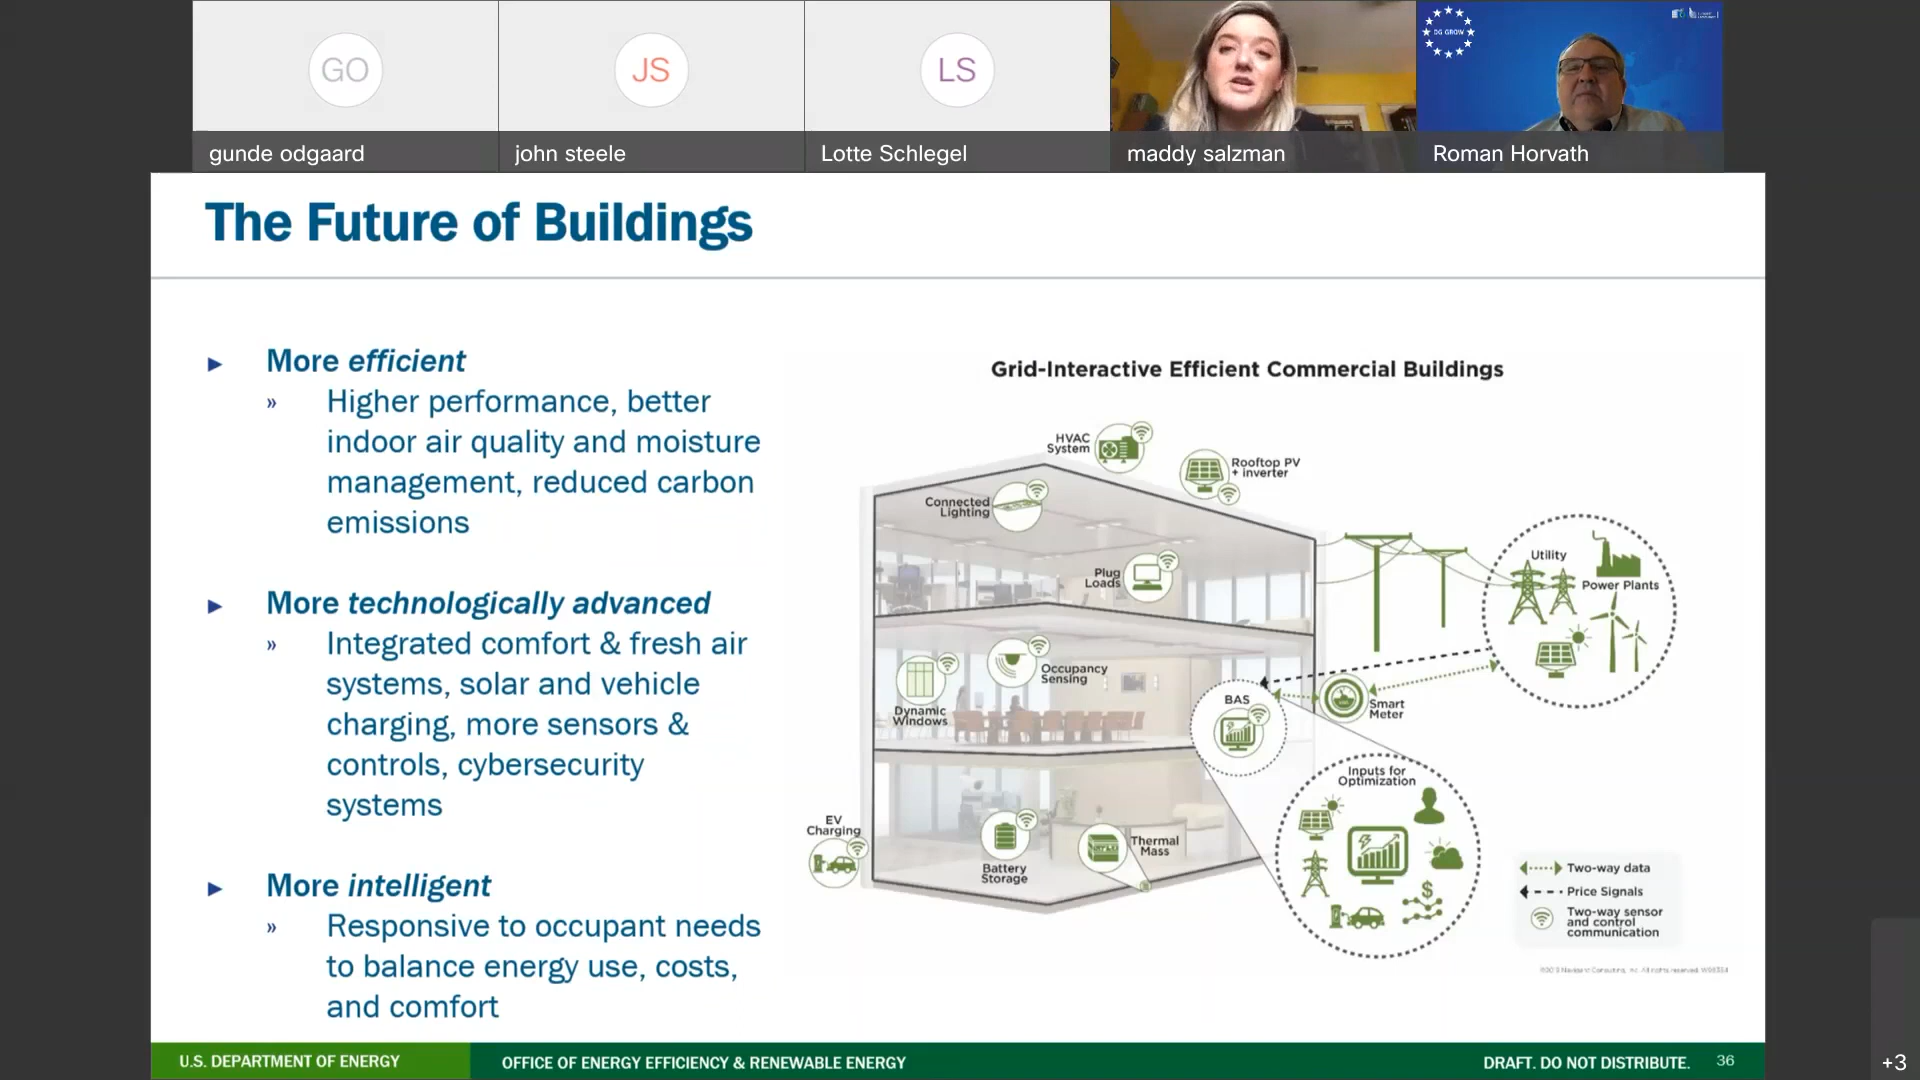 GO
JS
LS
DG GROW
gunde odgaard
john steele
Lotte Schlegel
maddy salzman
Roman Horvath
The Future of Buildings
More efficient
» Higher performance, better
indoor air quality and moisture
management, reduced carbon
emissions
More technologically advanced
» Integrated comfort & fresh air
systems, solar and vehicle
charging, more sensors &
controls, cybersecurity
systems
More intelligent
» Responsive to occupant needs
to balance energy use, costs,
and comfort
Grid-Interactive Efficient Commercial Buildings
HVAC
System
Rooftop PV
+ inverter
Connected
Lighting
Plug
Loads
Utility
Power Plants
Occupancy
Sensing
Dynamic
Windows
BAS
Smart
Meter
Inputs for
Optimization
$
EV
Charging
Battery
Storage
Thermal
Mass
Two-way data
Price Signals
Two-way sensor
and control
communication
U.S. DEPARTMENT OF ENERGY
OFFICE OF ENERGY EFFICIENCY & RENEWABLE ENERGY
DRAFT. DO NOT DISTRIBUTE.
36
+3